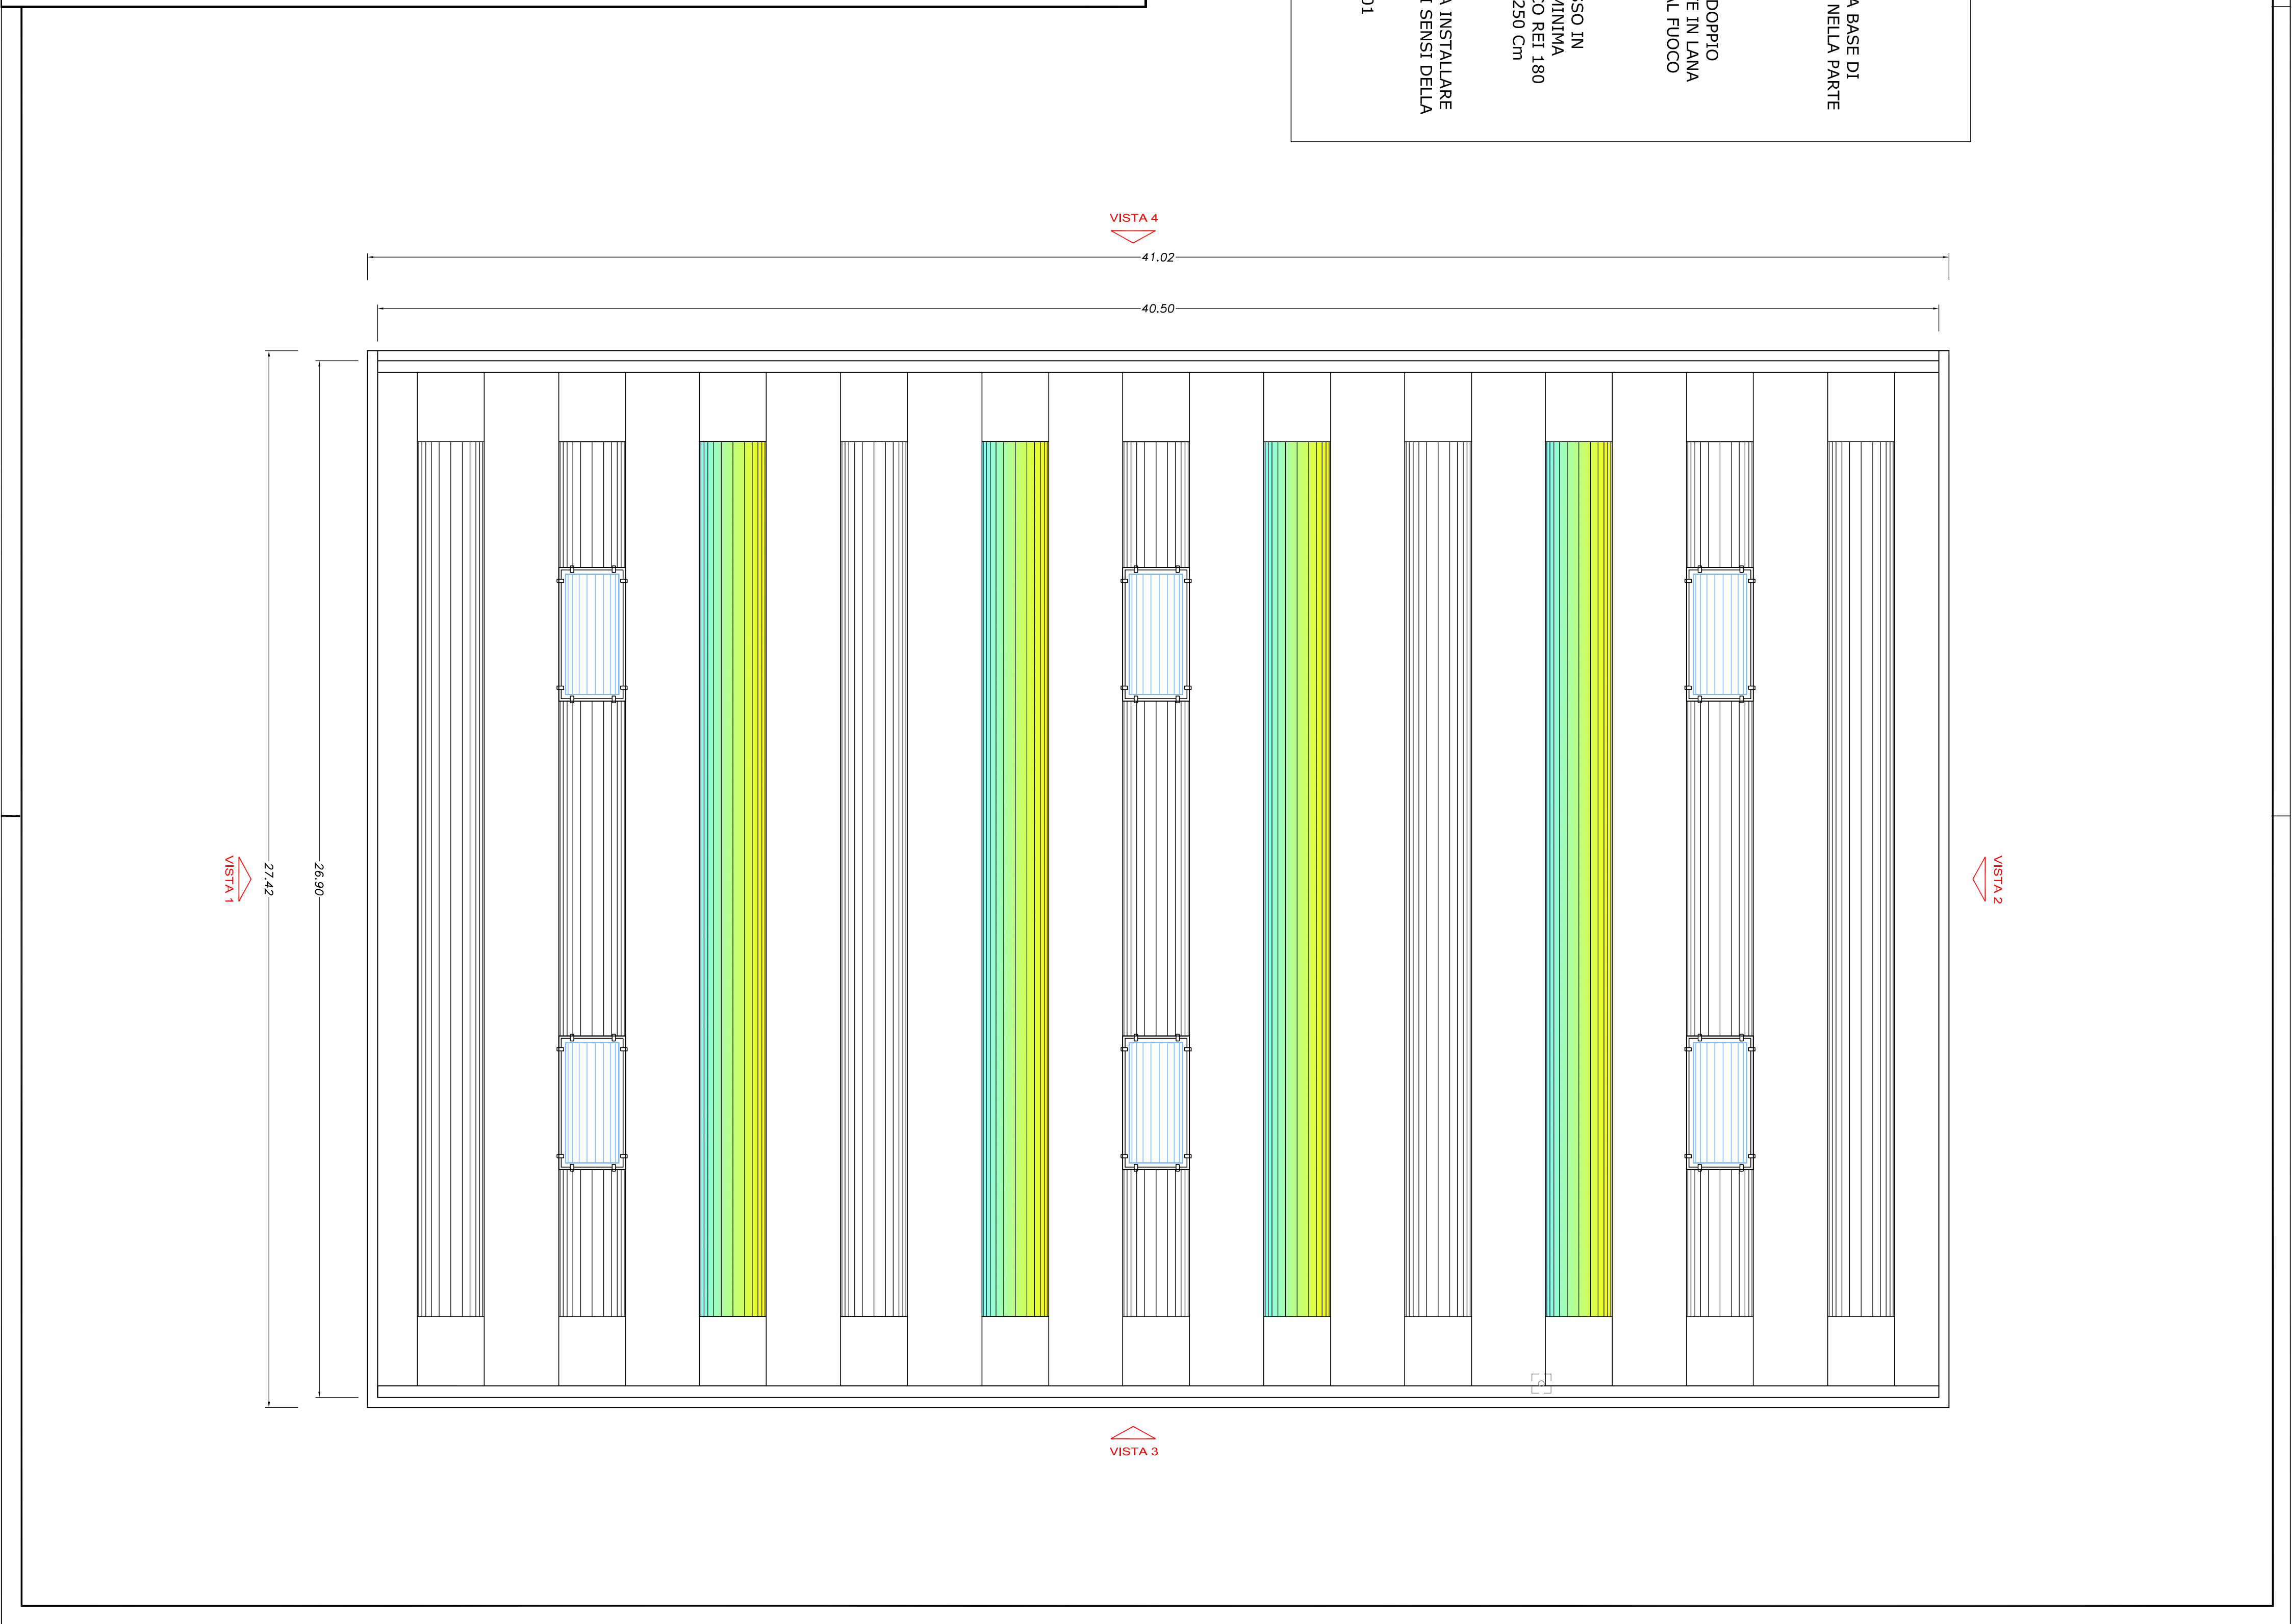 A BASE DI
NELLA PARTE
DOPPIO
E IN LANA
AL FUOCO
SSO IN
MINIMA
CO REI 180
250 Cm
A INSTALLARE
I SENSI DELLA
01
VISTA 4
41.02
40.50
VISTA 1
27.42
26.90
VISTA 2
VISTA 3